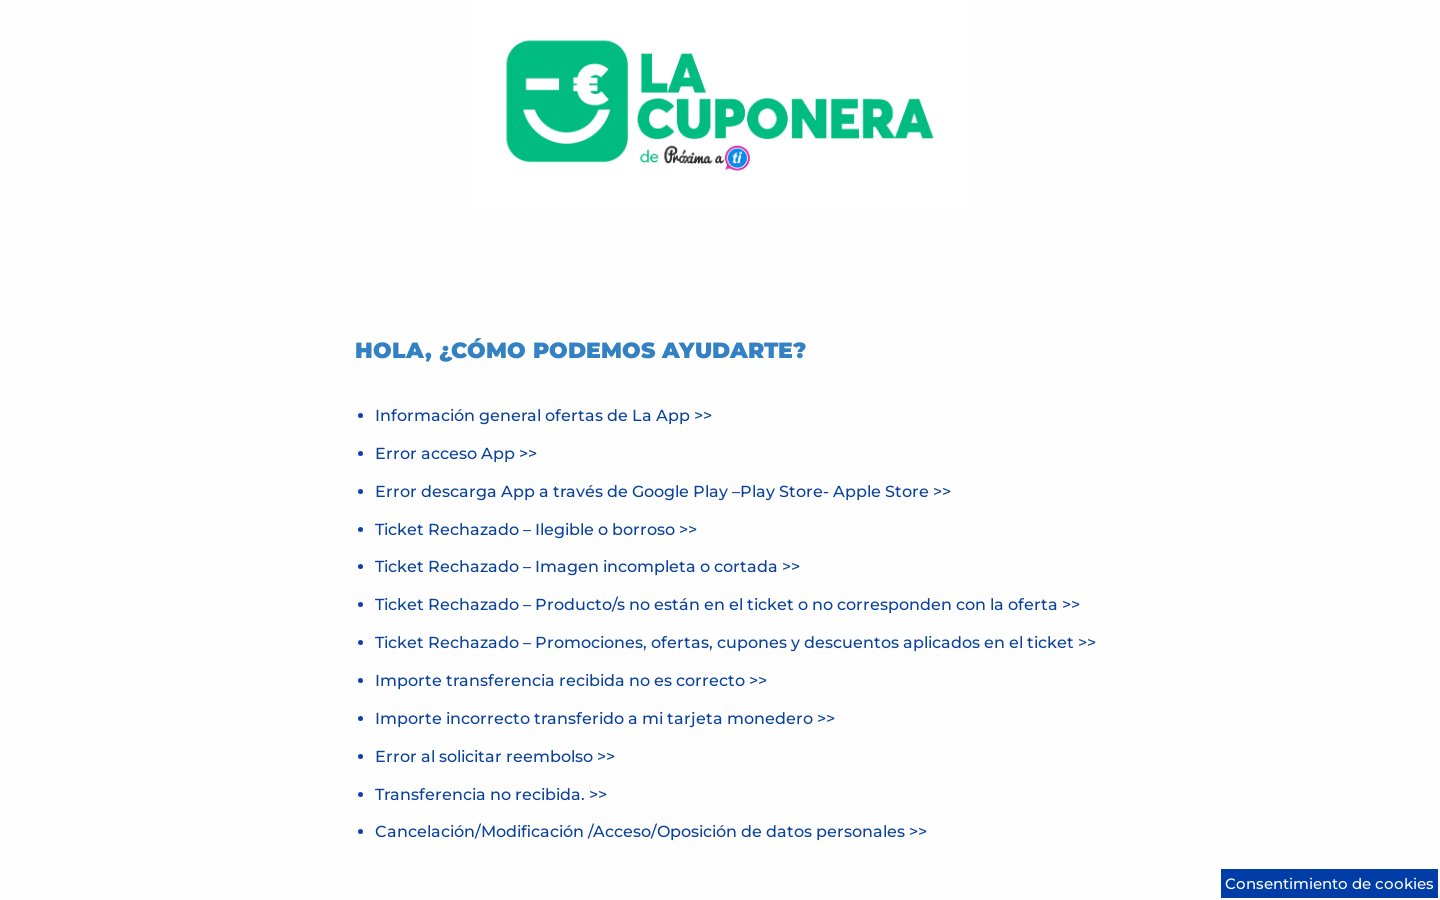 LA
CUPONERA
de Próxima a ti
HOLA, ¿CÓMO PODEMOS AYUDARTE?
Información general ofertas de La App >>
Error acceso App >>
Error descarga App a través de Google Play –Play Store- Apple Store >>
Ticket Rechazado – Ilegible o borroso >>
Ticket Rechazado – Imagen incompleta o cortada >>
Ticket Rechazado – Producto/s no están en el ticket o no corresponden con la oferta >>
Ticket Rechazado – Promociones, ofertas, cupones y descuentos aplicados en el ticket >>
Importe transferencia recibida no es correcto >>
Importe incorrecto transferido a mi tarjeta monedero >>
Error al solicitar reembolso >>
Transferencia no recibida. >>
Cancelación/Modificación /Acceso/Oposición de datos personales >>
Consentimiento de cookies